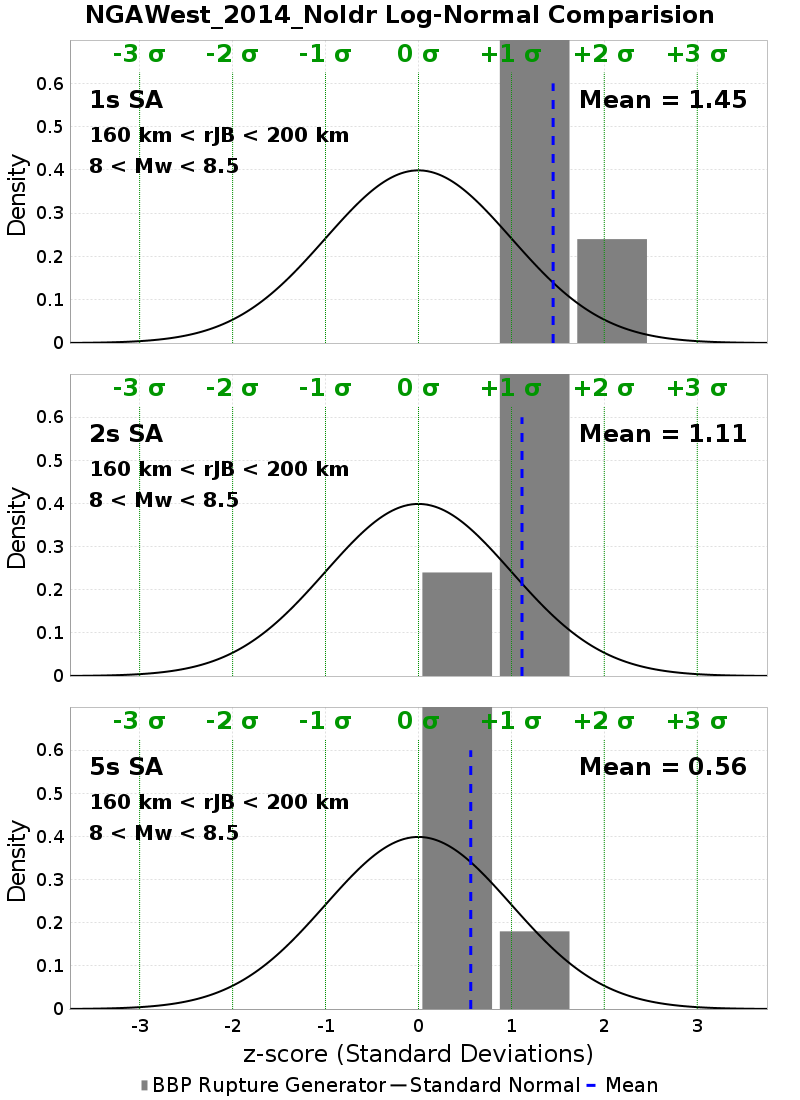 NGAWest_2014_NoIdr Log-Normal Comparision
-3 σ -2 σ -1 σ 0 σ +1 σ +2 σ +3 σ
0.6
1s SA Mean = 1.45
0.5
160 km < rJB < 200 km
8 < Mw < 8.5
0.4
Density
0.3
0.2
0.1
0
-3 σ -2 σ -1 σ 0 σ +1 σ +2 σ +3 σ
0.6
2s SA Mean = 1.11
0.5
160 km < rJB < 200 km
8 < Mw < 8.5
0.4
Density
0.3
0.2
0.1
0
-3 σ -2 σ -1 σ 0 σ +1 σ +2 σ +3 σ
0.6
5s SA Mean = 0.56
0.5
160 km < rJB < 200 km
8 < Mw < 8.5
0.4
Density
0.3
0.2
0.1
0
-3 -2 -1 0 1 2 3
z-score (Standard Deviations)
BBP Rupture Generator Standard Normal Mean